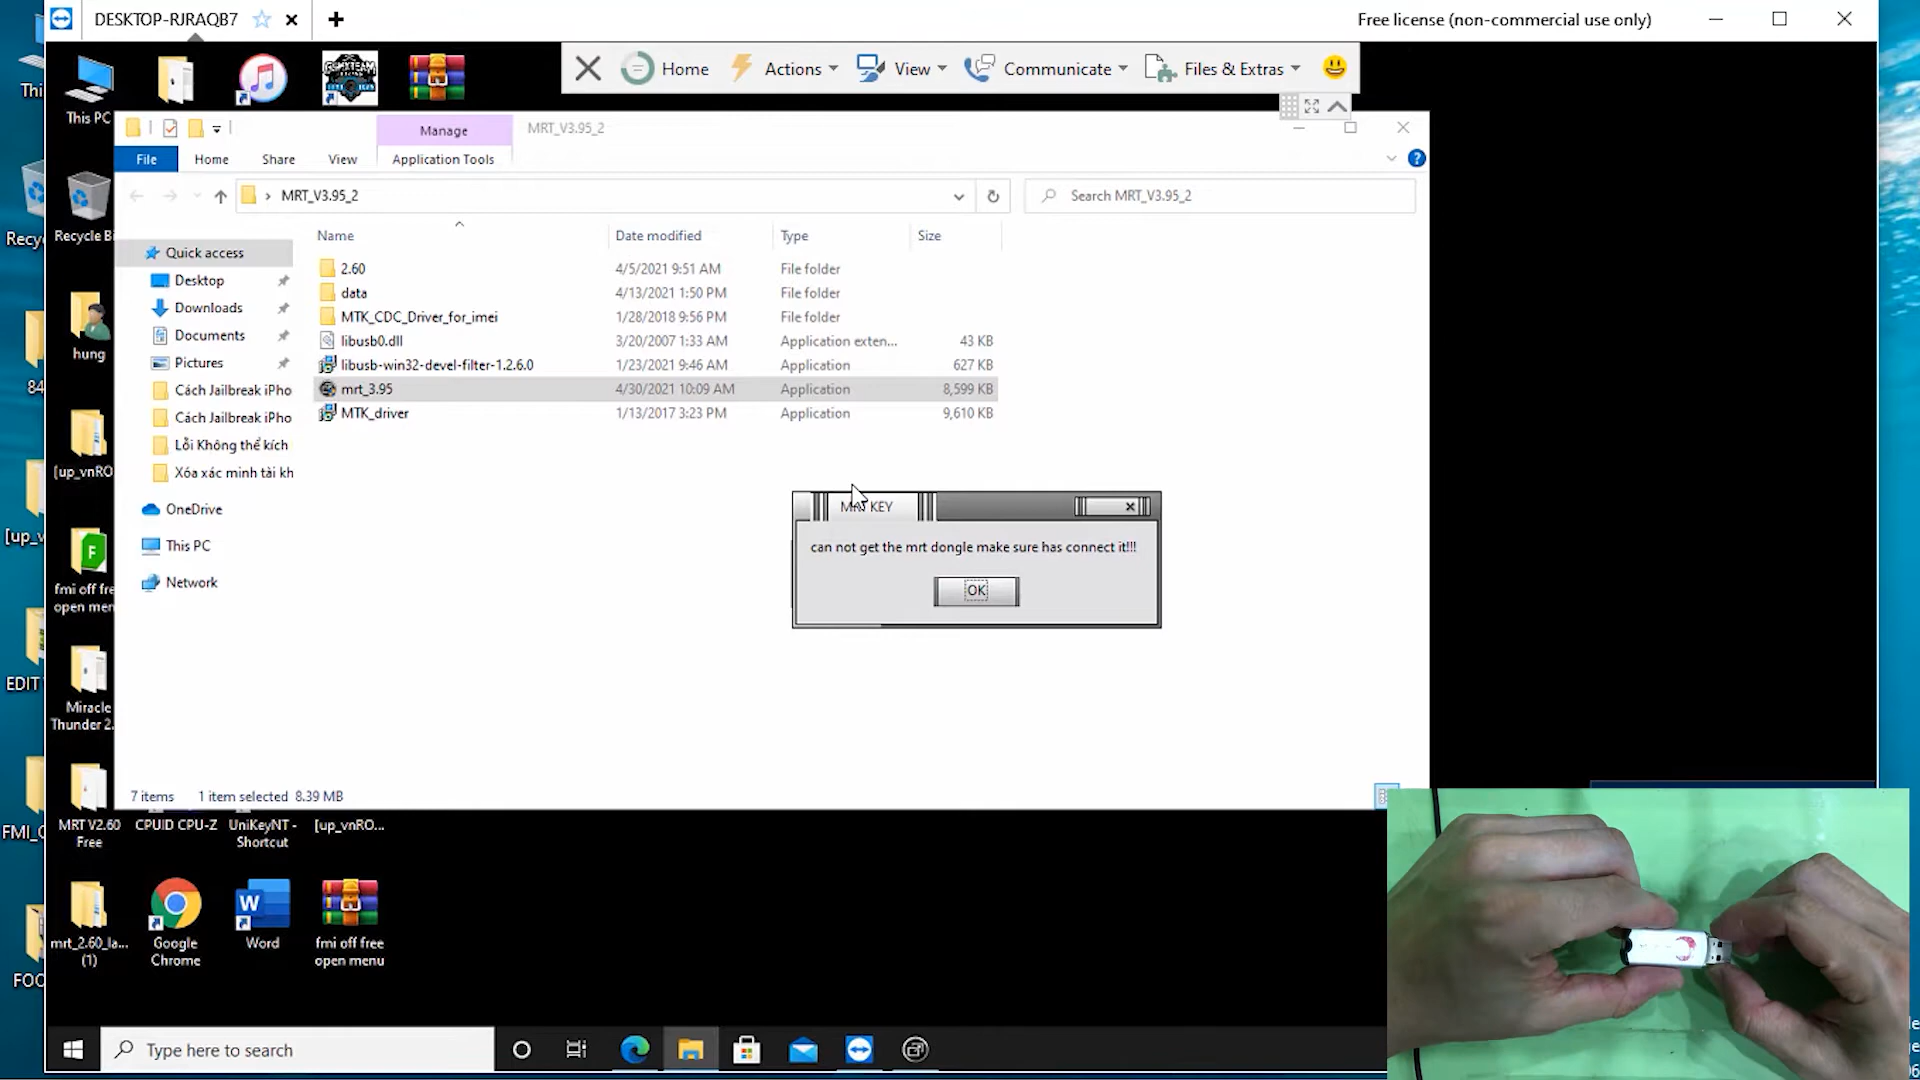 DESKTOP-RJRAQB7
Free license (non-commercial use only)
Home
Actions
View
Communicate
Files & Extras
This PC
Manage
MRT_V3.95_2
File
Home
Share
View
Application Tools
MRT_V3.95_2
Search MRT_V3.95_2
Name
Date modified
Type
Size
2.60
4/5/2021 9:51 AM
File folder
data
4/13/2021 1:50 PM
File folder
MTK_CDC_Driver_for_imei
1/28/2018 9:56 PM
File folder
libusb0.dll
3/20/2007 1:33 AM
Application exten...
43 KB
libusb-win32-devel-filter-1.2.6.0
1/23/2021 9:46 AM
Application
627 KB
mrt_3.95
4/30/2021 10:09 AM
Application
8,599 KB
MTK_driver
1/13/2017 3:23 PM
Application
9,610 KB
Quick access
Desktop
Downloads
Documents
Pictures
Cách Jailbreak iPho
Cách Jailbreak iPho
Lỗi Không thể kích
Xóa xác minh tài kh
OneDrive
This PC
Network
KEY
can not get the mrt dongle make sure has connect it!!!
OK
7 items
1 item selected 8.39 MB
Thi
Recyc
84
[up_v
EDIT
FMI_C
FOO
Recycle Bi
hung
[up_vnRO
fmi off fre
open men
Miracle
Thunder 2.
MRT V2.60
Free
CPUID CPU-Z
UniKeyNT -
Shortcut
[up_vnRO...
mrt_2.60_la...
(1)
Google
Chrome
Word
fmi off free
open menu
Type here to search